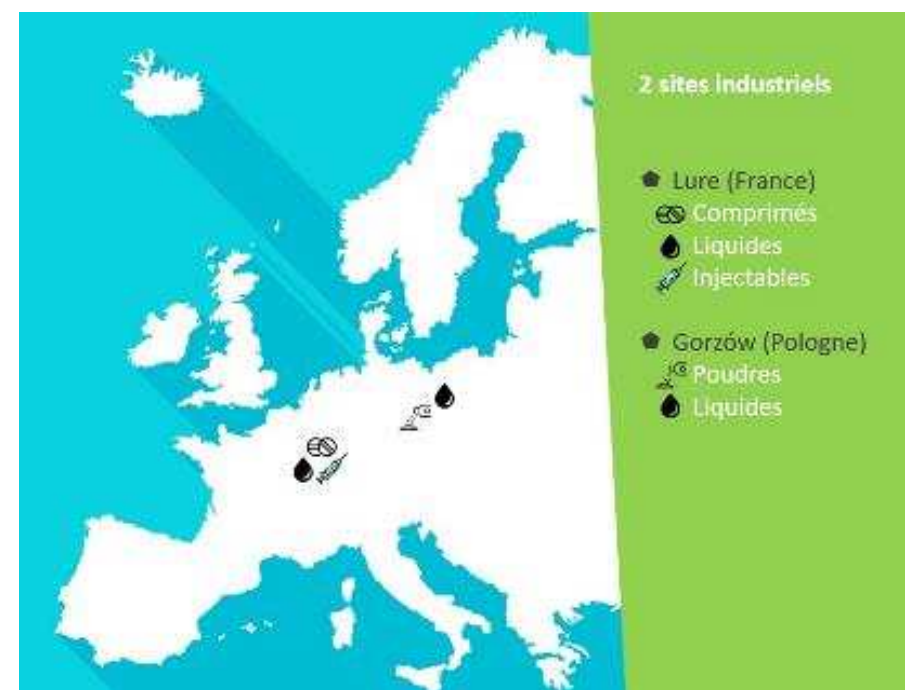 2 sites industriels
Lure (France)
Comprimés
Liquides
Injectables
Gorzów (Pologne)
Poudres
Liquides